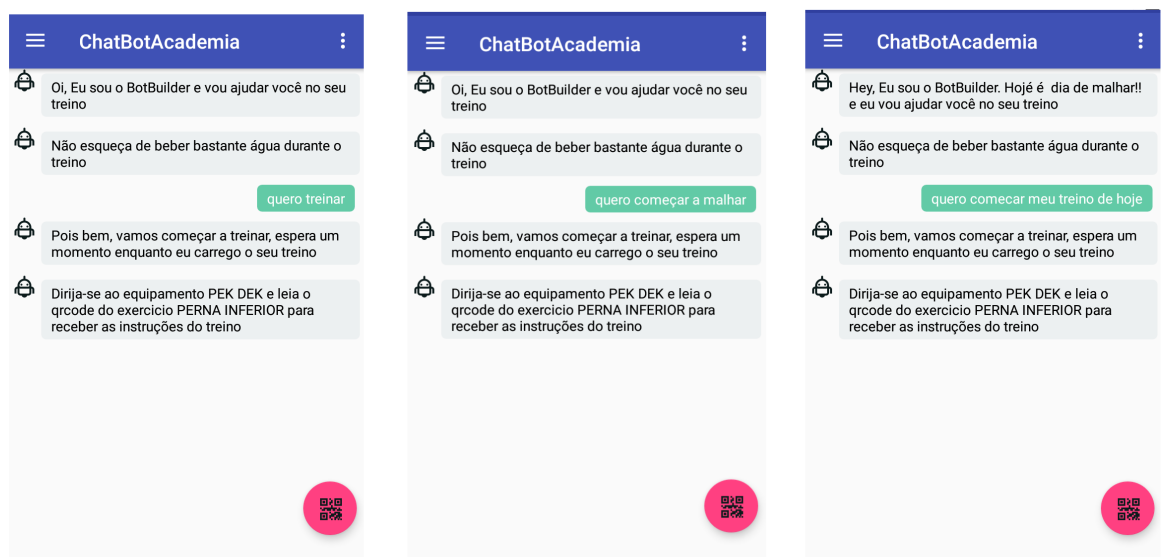 ChatBotAcademia
Oi, Eu sou o BotBuilder e vou ajudar você no seu
treino
Não esqueça de beber bastante água durante o
treino
quero treinar
Pois bem, vamos começar a treinar, espera um
momento enquanto eu carrego o seu treino
Dirija-se ao equipamento PEK DEK e leia o
qrcode do exercicio PERNA INFERIOR para
receber as instruções do treino
ChatBotAcademia
Oi, Eu sou o BotBuilder e vou ajudar você no seu
treino
Não esqueça de beber bastante água durante o
treino
quero começar a malhar
Pois bem, vamos começar a treinar, espera um
momento enquanto eu carrego o seu treino
Dirija-se ao equipamento PEK DEK e leia o
qrcode do exercicio PERNA INFERIOR para
receber as instruções do treino
ChatBotAcademia
Hey, Eu sou o BotBuilder. Hojé é  dia de malhar!!
e eu vou ajudar você no seu treino
Não esqueça de beber bastante água durante o
treino
quero comecar meu treino de hoje
Pois bem, vamos começar a treinar, espera um
momento enquanto eu carrego o seu treino
Dirija-se ao equipamento PEK DEK e leia o
qrcode do exercicio PERNA INFERIOR para
receber as instruções do treino